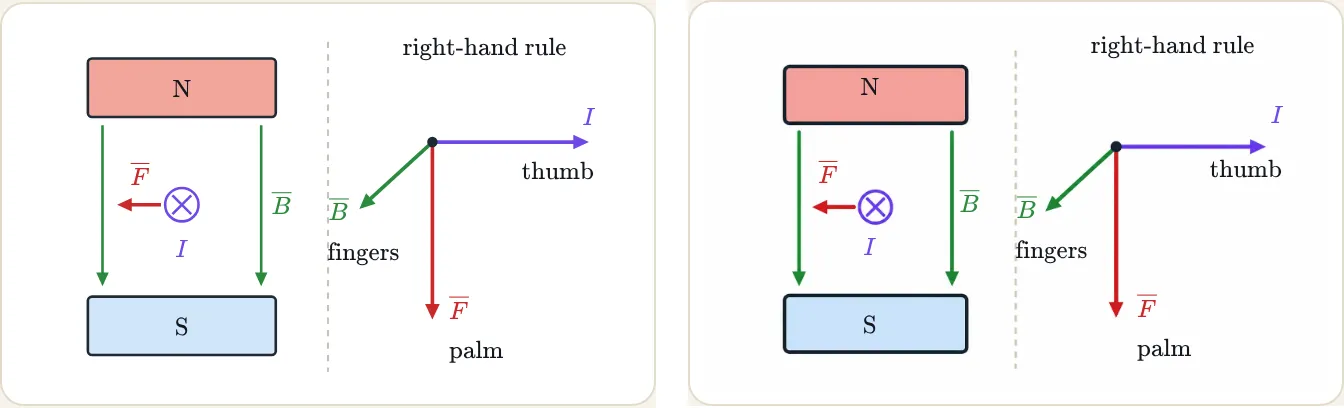 right-hand rule
N
I
F̅
thumb
B̅
B̅
I
fingers
F̅
S
palm
right-hand rule
N
I
F̅
thumb
B̅
B̅
I
fingers
F̅
S
palm